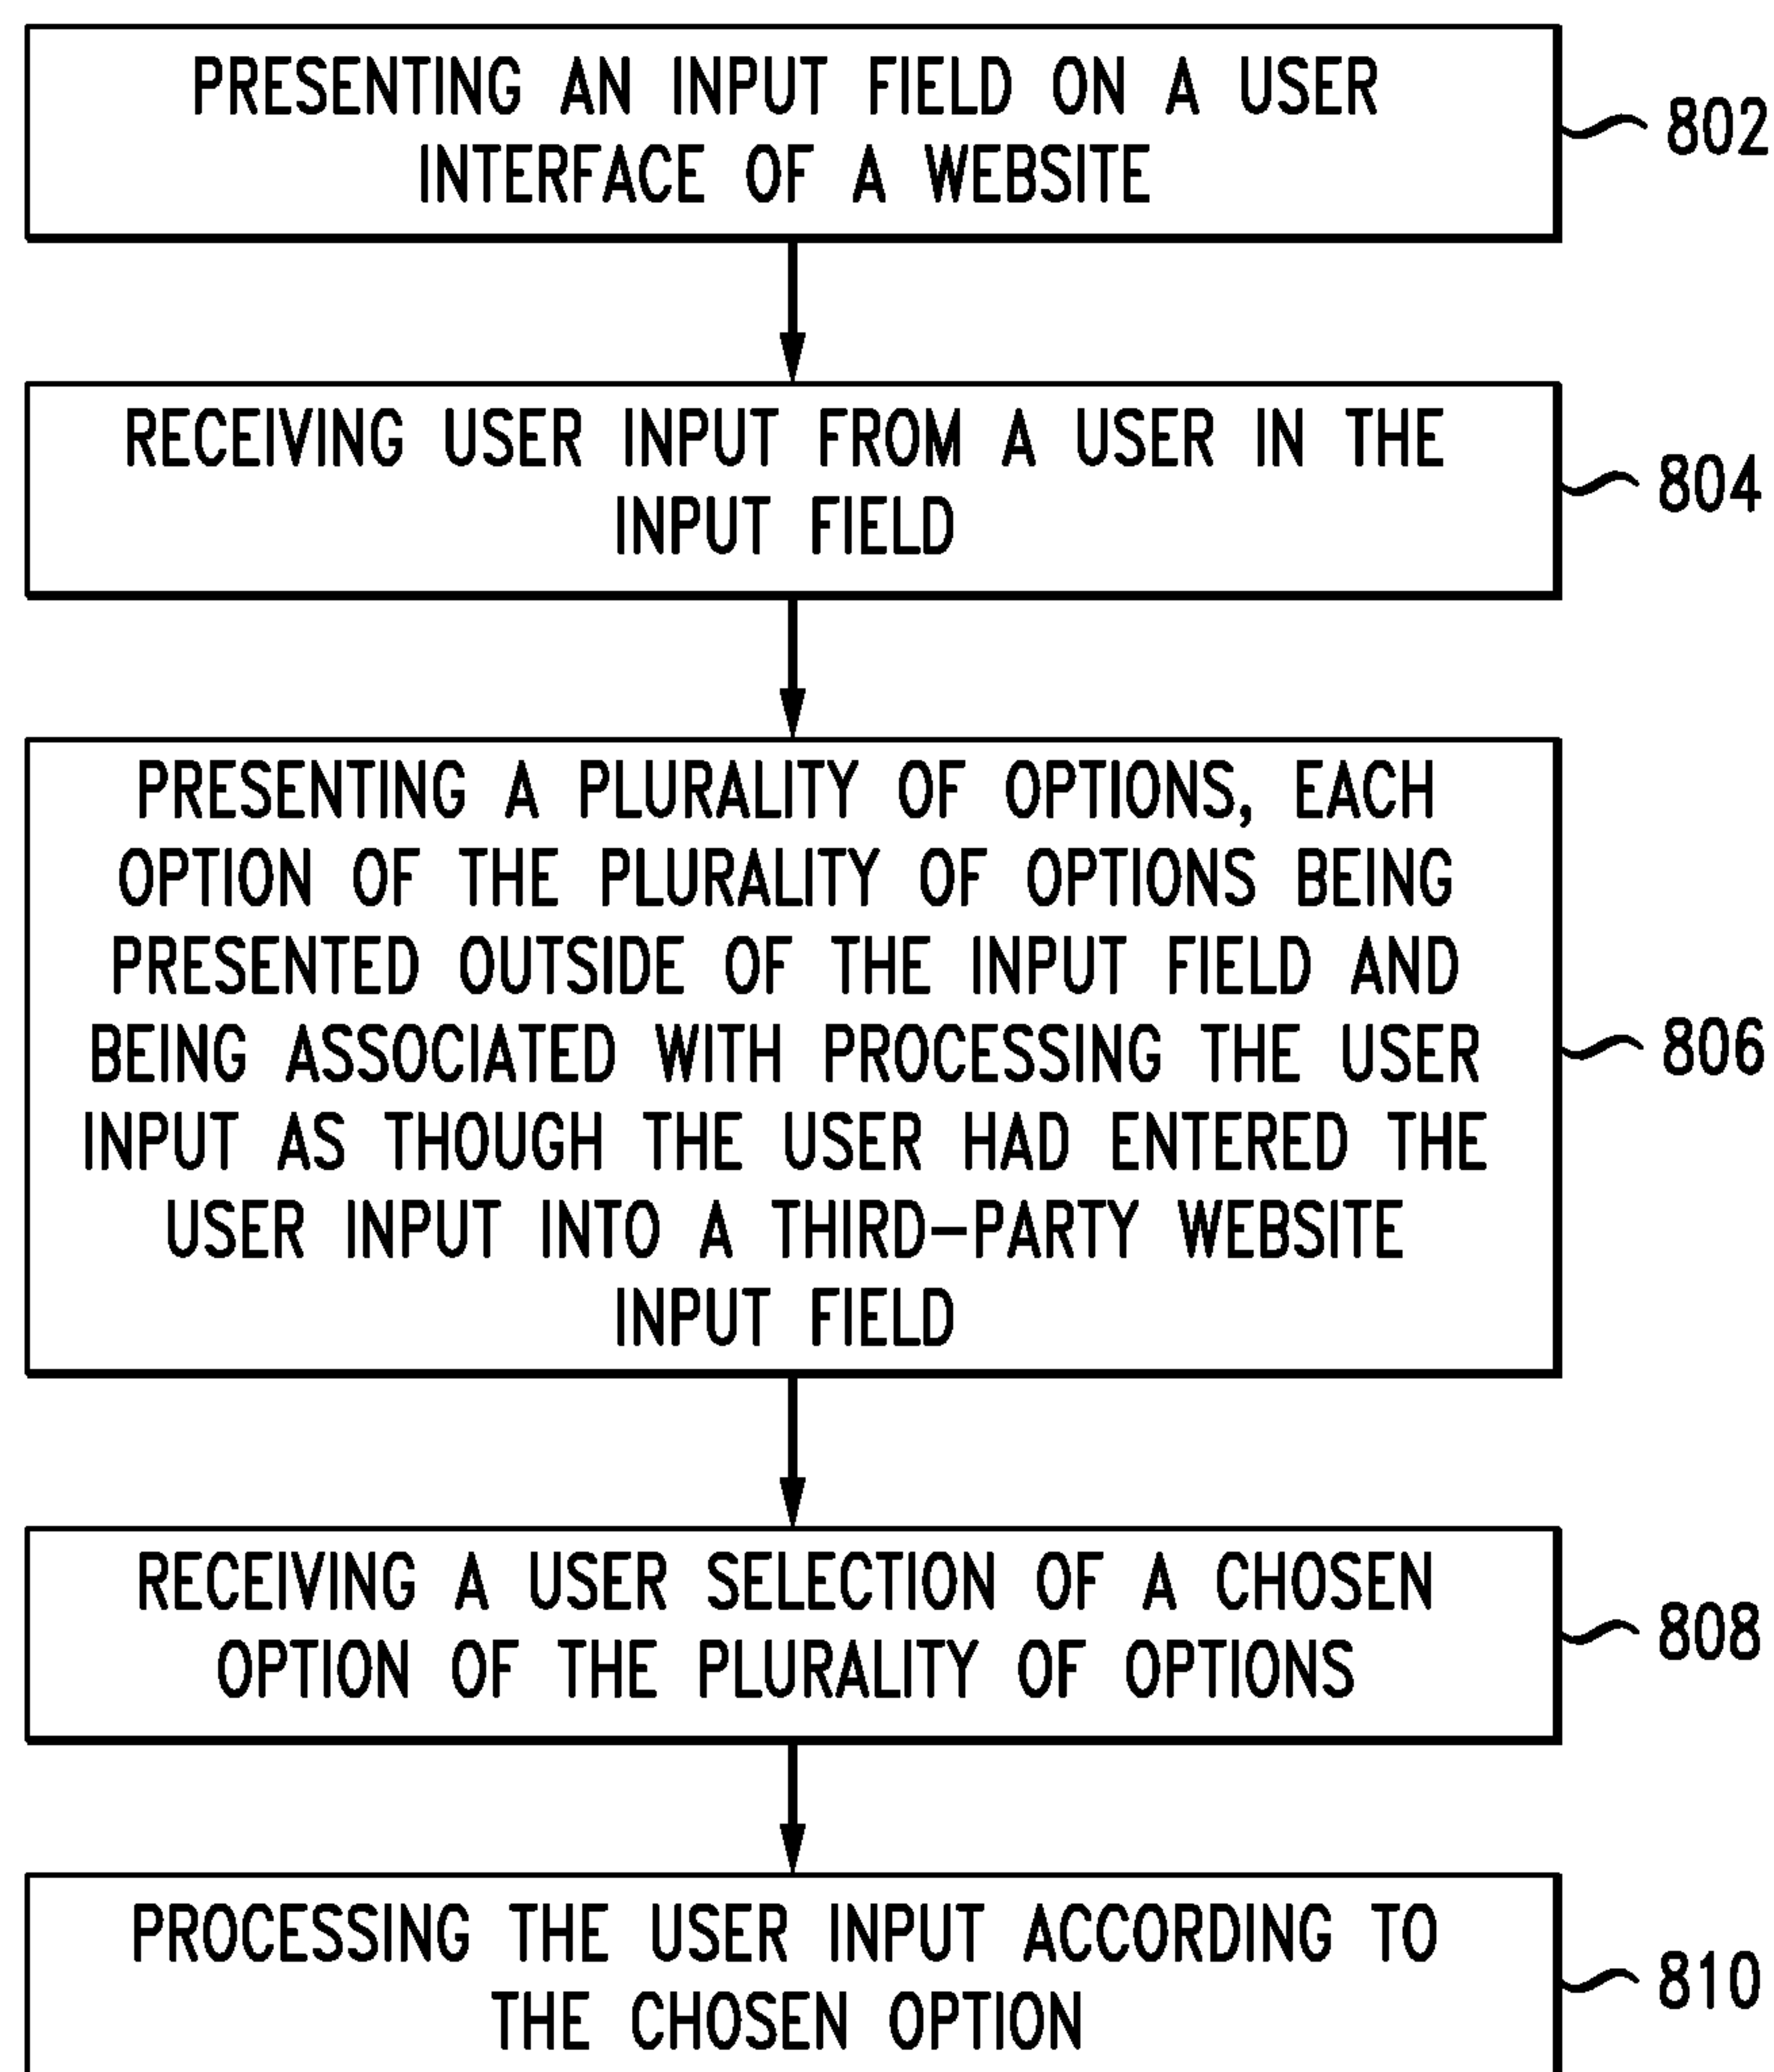 PRESENTING AN INPUT FIELD ON A USER
INTERFACE OF A WEBSITE
802
RECEIVING USER INPUT FROM A USER IN THE
INPUT FIELD
804
PRESENTING A PLURALITY OF OPTIONS, EACH
OPTION OF THE PLURALITY OF OPTIONS BEING
PRESENTED OUTSIDE OF THE INPUT FIELD AND
BEING ASSOCIATED WITH PROCESSING THE USER
INPUT AS THOUGH THE USER HAD ENTERED THE
USER INPUT INTO A THIRD-PARTY WEBSITE
INPUT FIELD
806
RECEIVING A USER SELECTION OF A CHOSEN
OPTION OF THE PLURALITY OF OPTIONS
808
PROCESSING THE USER INPUT ACCORDING TO
THE CHOSEN OPTION
810